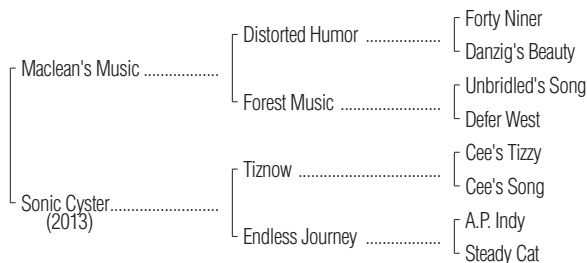 Forty Niner
Distorted Humor ..................
Danzig's Beauty
Maclean's Music ..................
Unbridled's Song
Forest Music ........................
Defer West
Cee's Tizzy
Tiznow ..................................
Cee's Song
Sonic Cyster..........................
(2013)
A.P. Indy
Endless Journey ..................
Steady Cat